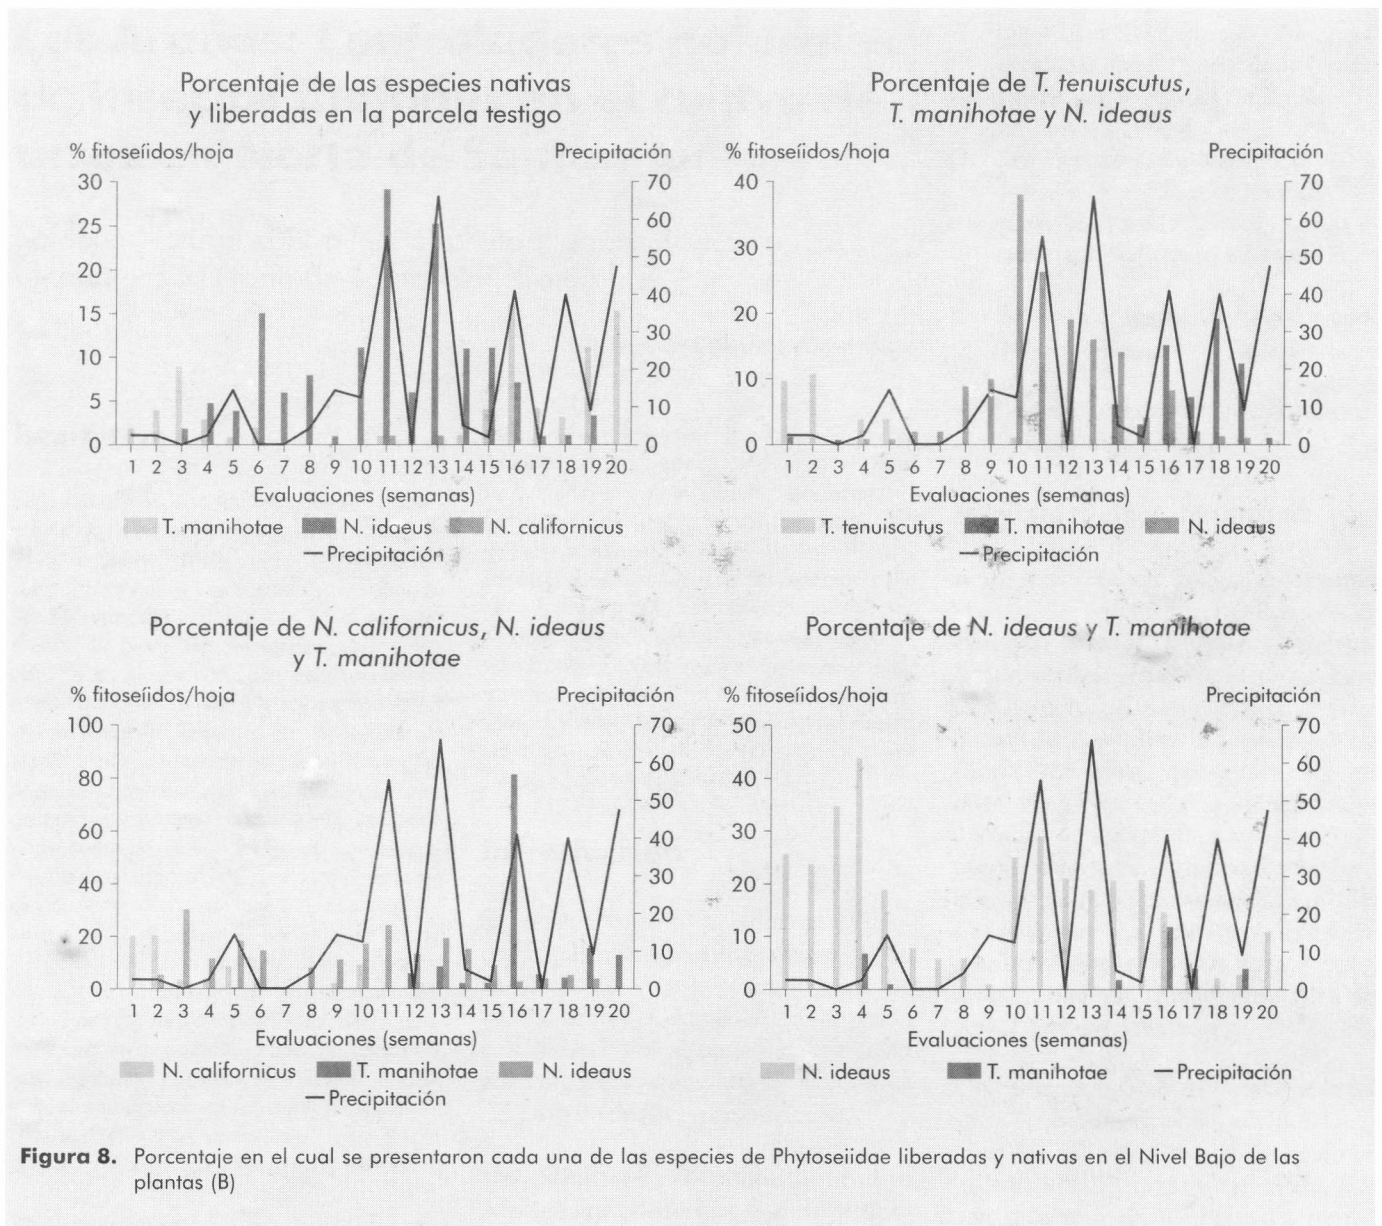 Porcentaje de las especies nativas
y liberadas en la parcela testigo
% fitoseíidos/hoja Precipitación
30 70
25 60
20 50
15 40
10 30
5 20
0 10
0
1 2 3 4 5 6 7 8 9 10 11 12 13 14 15 16 17 18 19 20
Evaluaciones (semanas)
T. manihotae N. idaeus N. californicus
Precipitación
Porcentaje de T. tenuiscutus,
T. manihotae y N. ideaus
% fitoseíidos/hoja Precipitación
40 70
30 60
20 50
10 40
0 30
20
10
0
1 2 3 4 5 6 7 8 9 10 11 12 13 14 15 16 17 18 19 20
Evaluaciones (semanas)
T. tenuiscutus T. manihotae N. ideaus
Precipitación
Porcentaje de N. californicus, N. ideaus
y T. manihotae
% fitoseíidos/hoja Precipitación
100 70
80 60
60 50
40 40
20 30
0 20
10
0
1 2 3 4 5 6 7 8 9 10 11 12 13 14 15 16 17 18 19 20
Evaluaciones (semanas)
N. californicus T. manihotae N. ideaus
Precipitación
Porcentaje de N. ideaus y T. manihotae
% fitoseíidos/hoja Precipitación
50 70
40 60
30 50
20 40
10 30
0 20
10
0
1 2 3 4 5 6 7 8 9 10 11 12 13 14 15 16 17 18 19 20
Evaluaciones (semanas)
N. ideaus T. manihotae Precipitación
Figura 8. Porcentaje en el cual se presentaron cada una de las especies de Phytoseiidae liberadas y nativas en el Nivel Bajo de las
plantas (B)